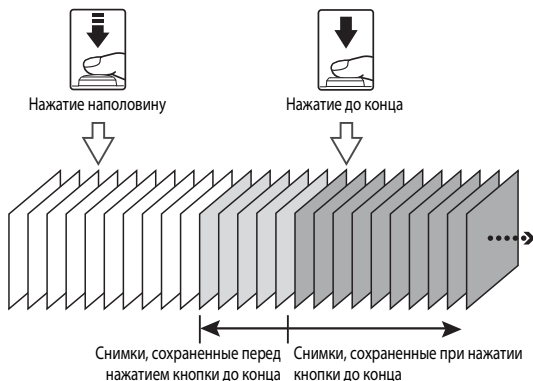 Нажатие наполовину
Нажатие до конца
Снимки, сохраненные перед
нажатием кнопки до конца
Снимки, сохраненные при нажатии
кнопки до конца